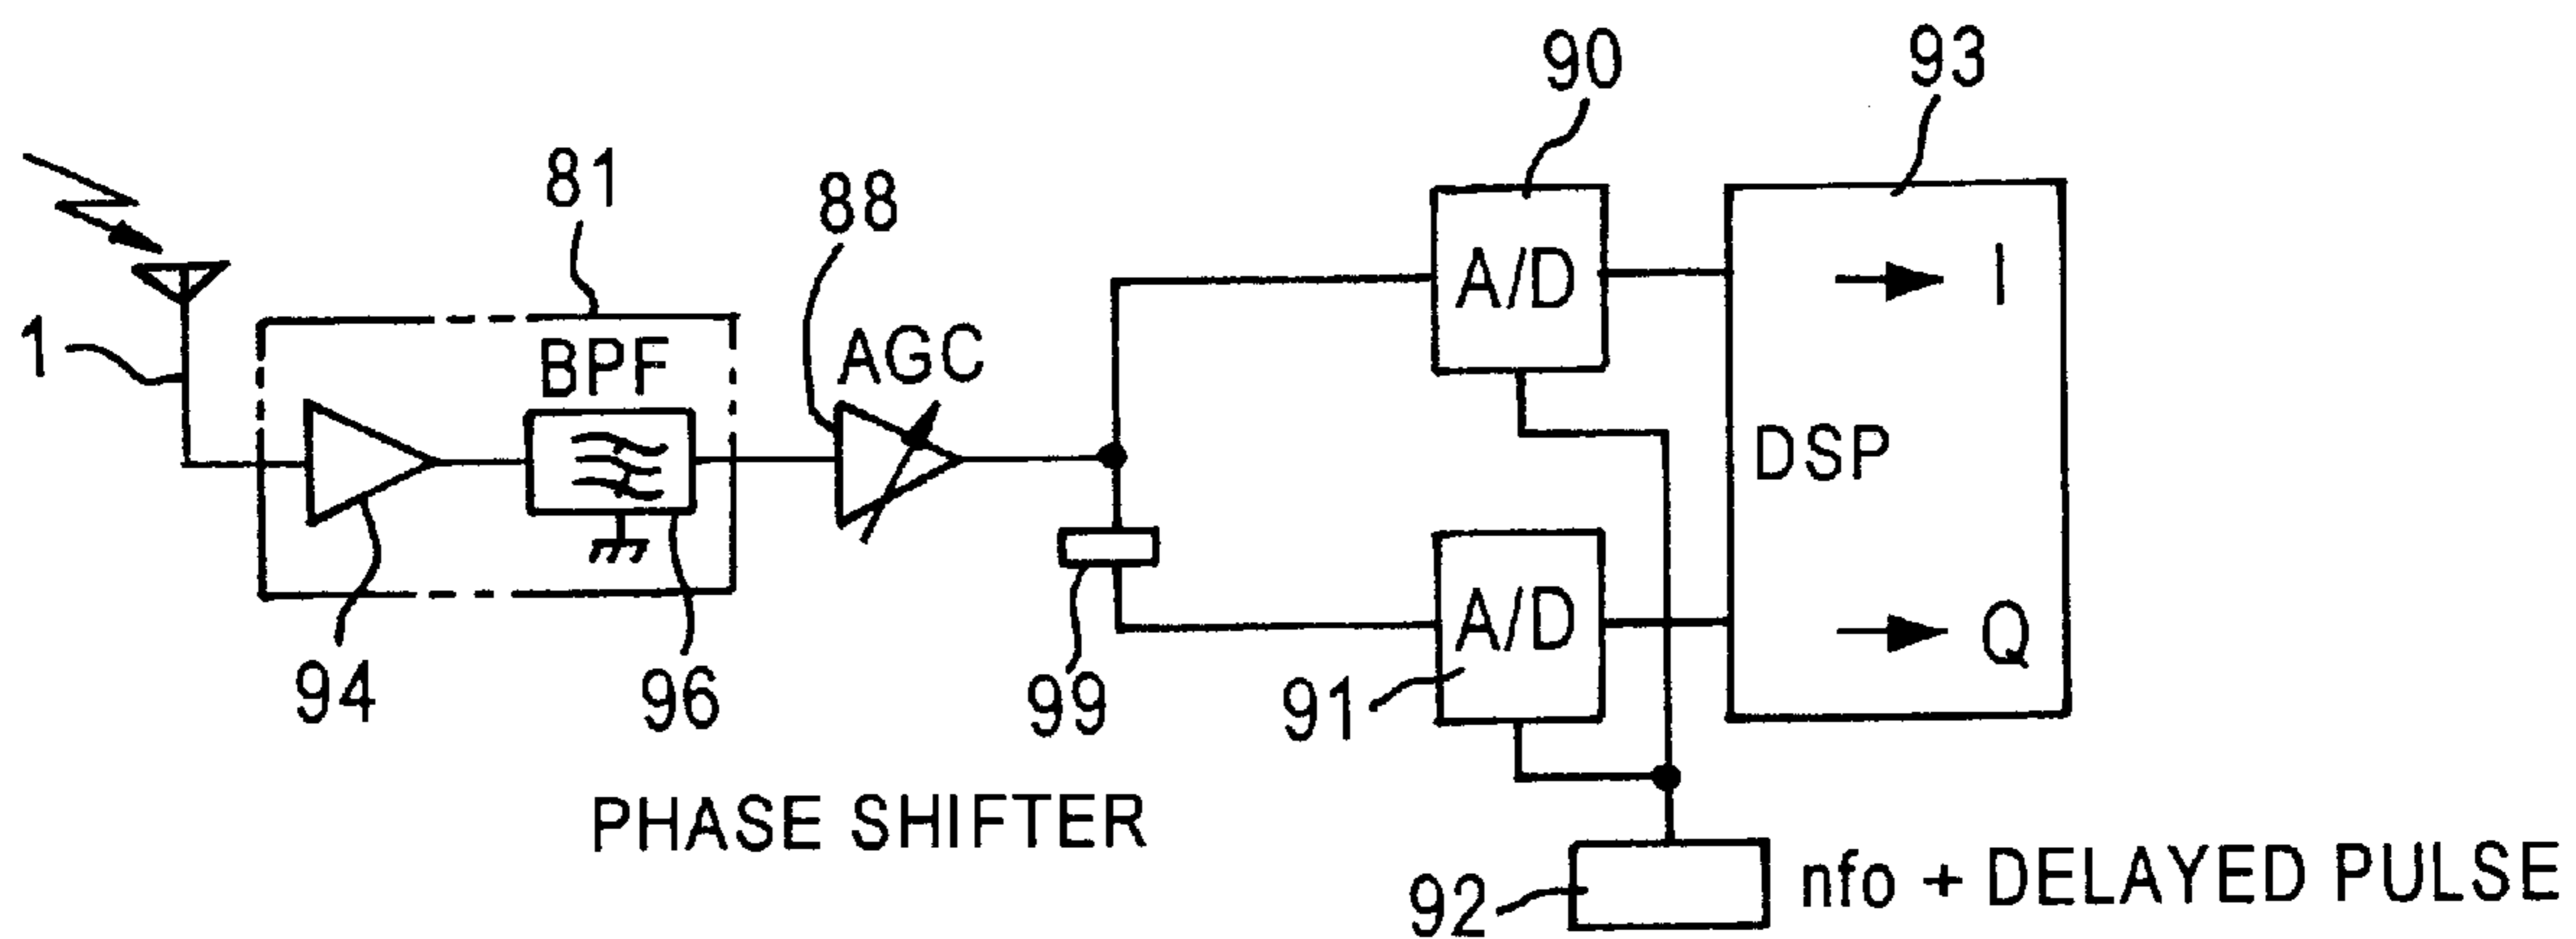 90
93
81
88
A/D
I
1
BPF
AGC
DSP
A/D
Q
94
96
99
91
PHASE SHIFTER
92
nfo + DELAYED PULSE